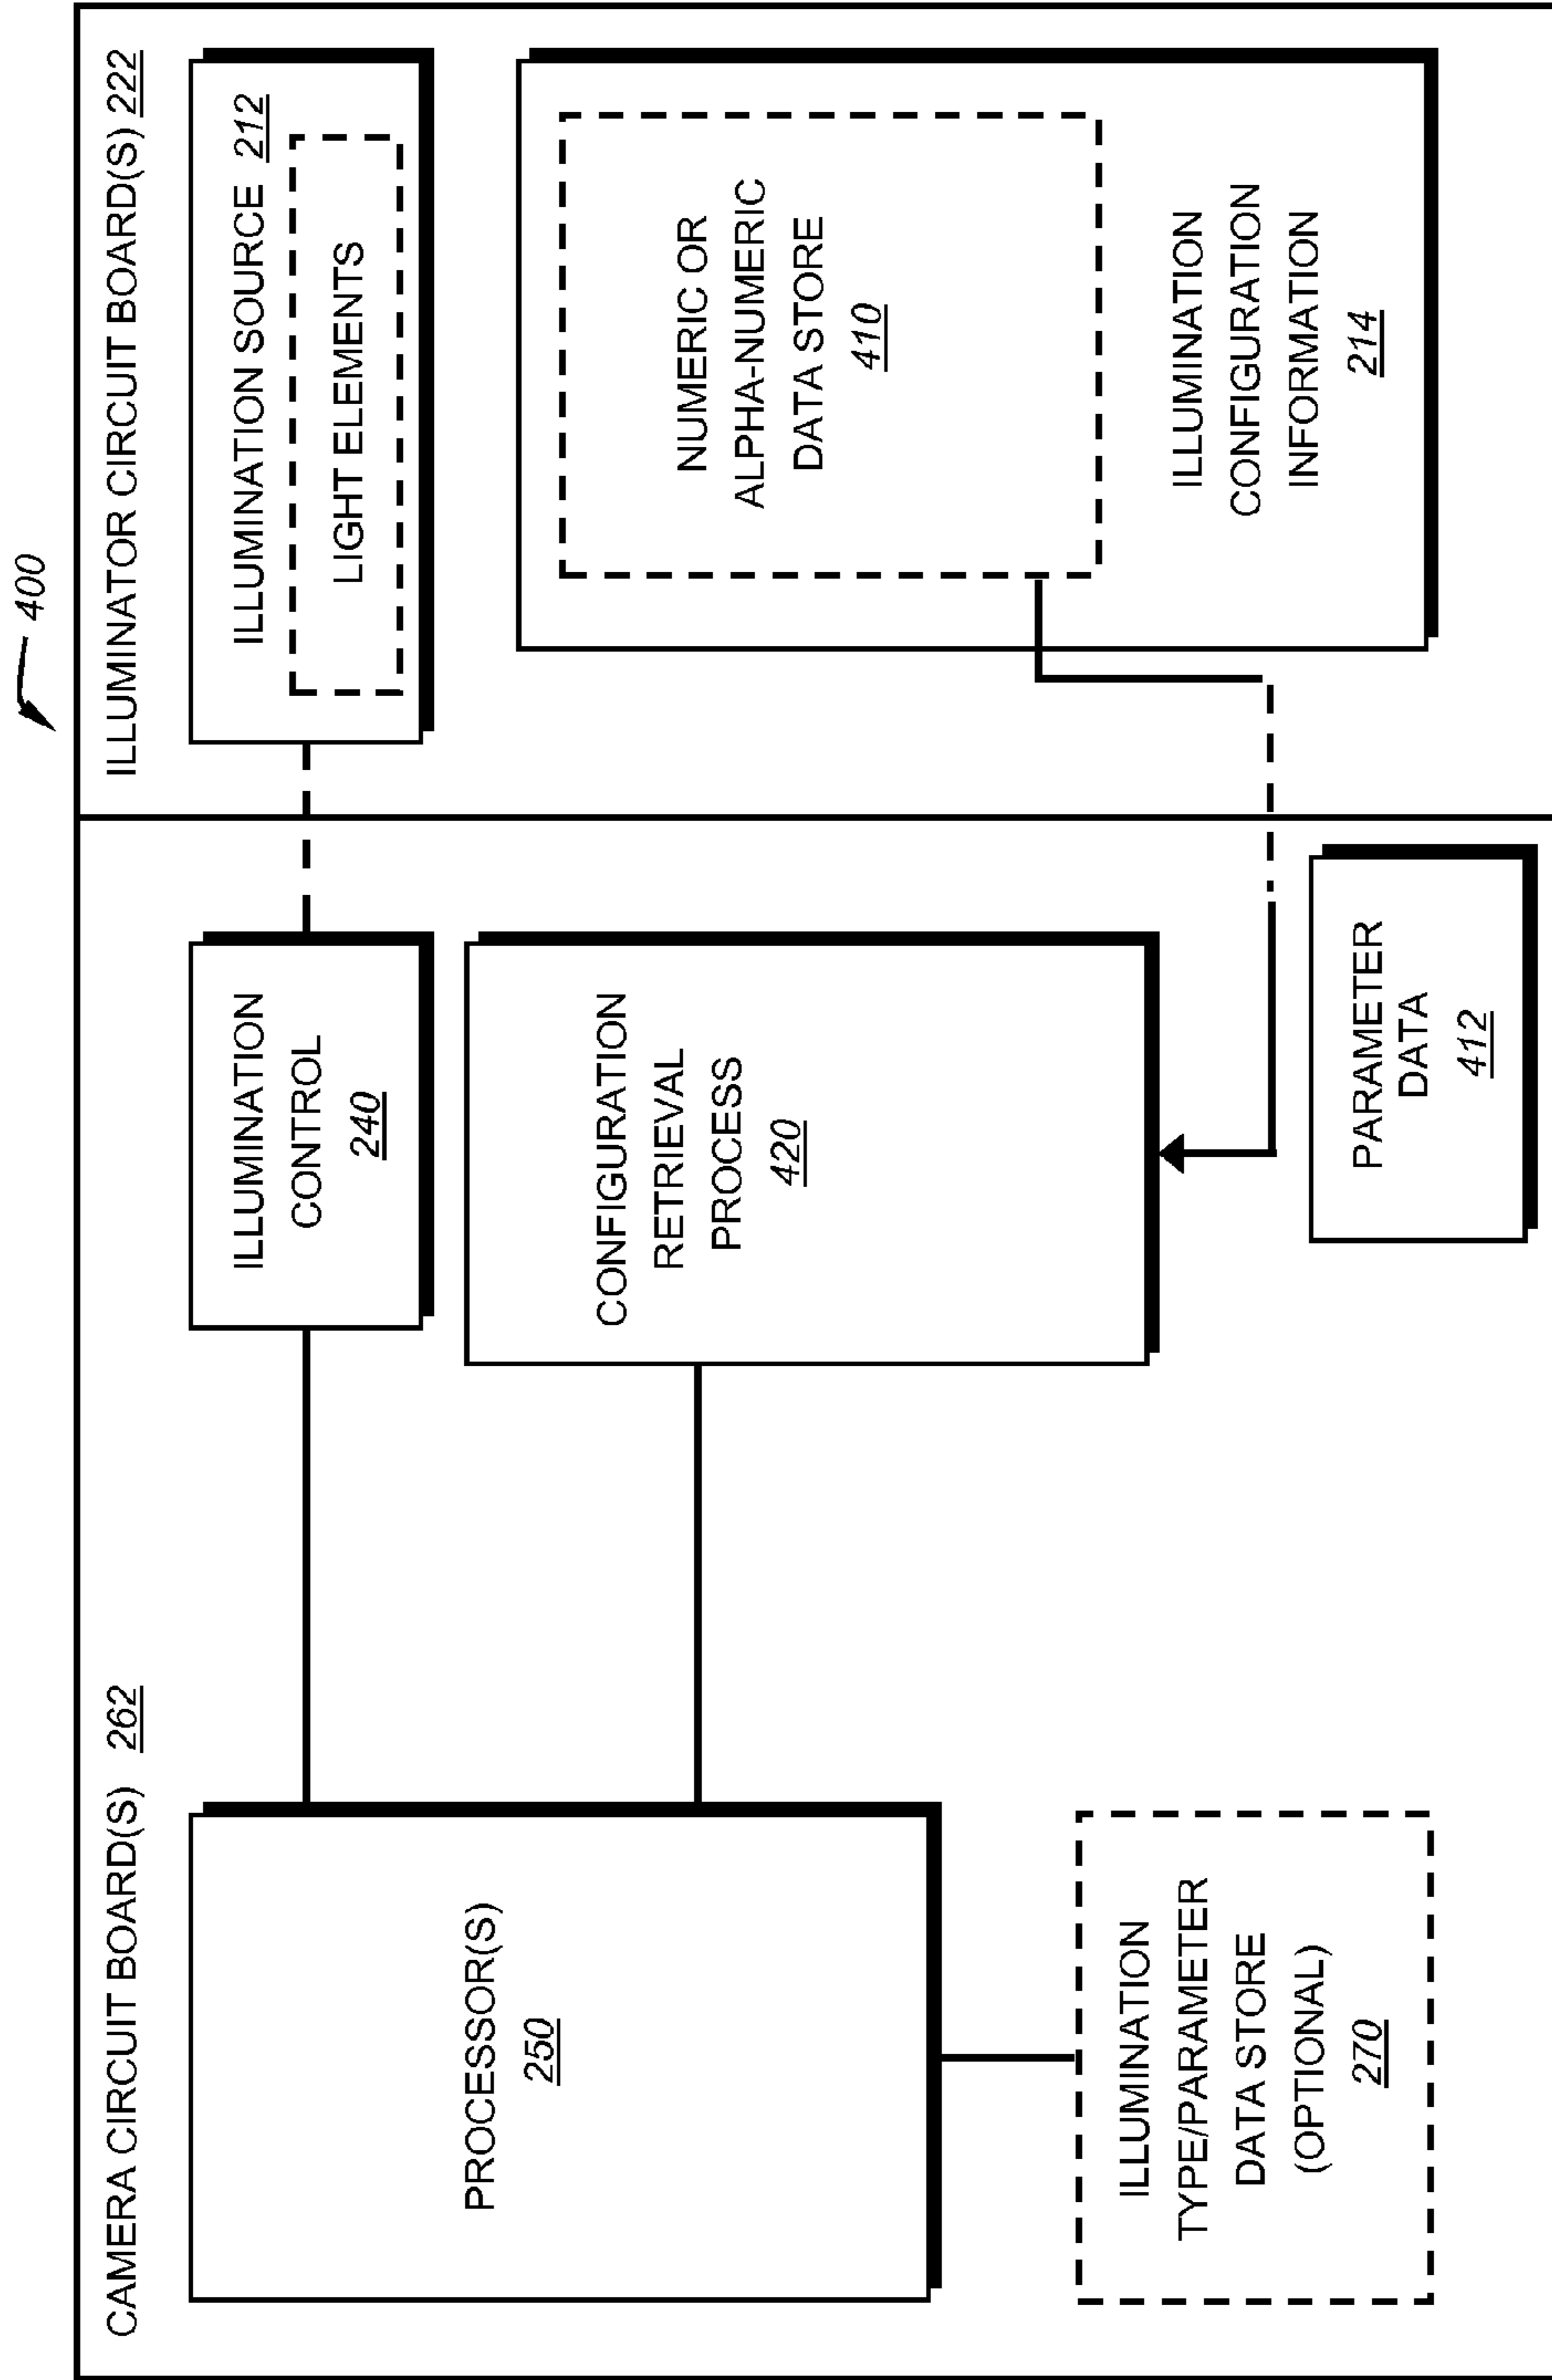 400
CAMERA CIRCUIT BOARD(S) 262
ILLUMINATOR CIRCUIT BOARD(S) 222
PROCESSOR(S)
250
ILLUMINATION
TYPE/PARAMETER
DATA STORE
(OPTIONAL)
270
ILLUMINATION
CONTROL
240
CONFIGURATION
RETRIEVAL
PROCESS
420
PARAMETER
DATA
412
ILLUMINATION SOURCE 212
LIGHT ELEMENTS
NUMERIC OR
ALPHA-NUMERIC
DATA STORE
410
ILLUMINATION
CONFIGURATION
INFORMATION
214